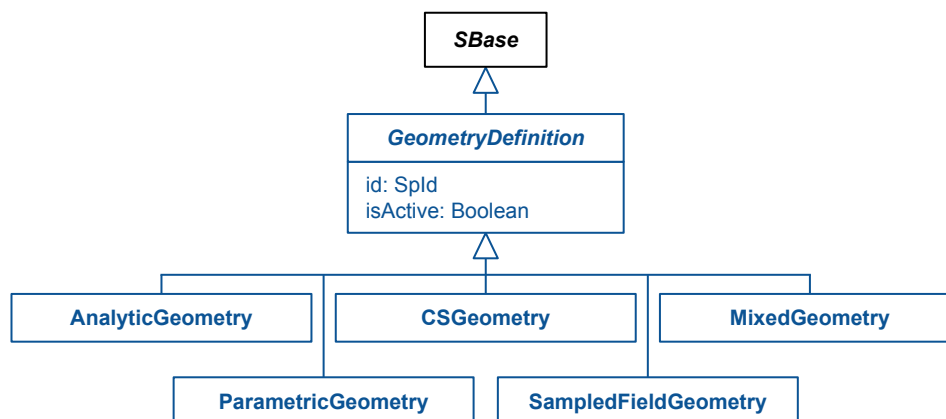 SBase
GeometryDefinition
id: SpId
isActive: Boolean
AnalyticGeometry
CSGeometry
MixedGeometry
ParametricGeometry
SampledFieldGeometry